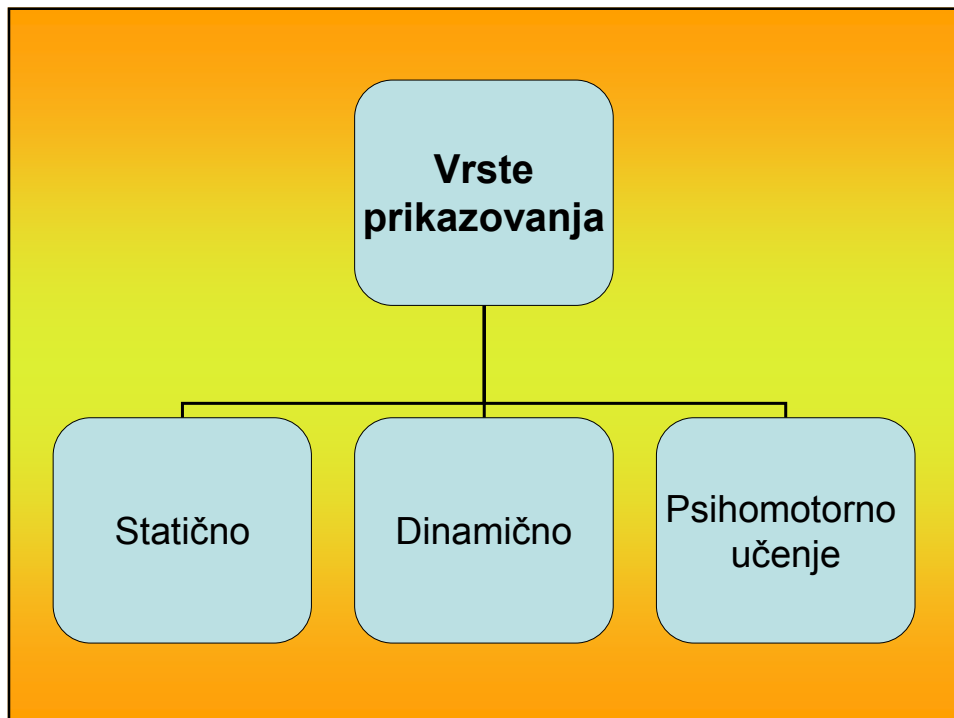 Vrste
prikazovanja
Statično
Dinamično
Psihomotorno
učenje